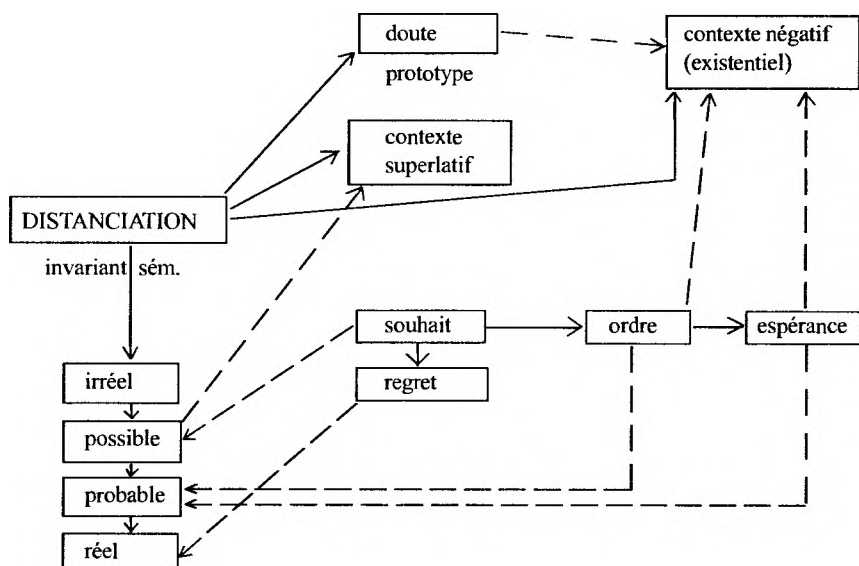 doute
prototype
contexte négatif
(existentiel)
contexte
superlatif
DISTANCIATION
invariant sém.
souhait
ordre
espérance
irréel
regret
possible
probable
réel